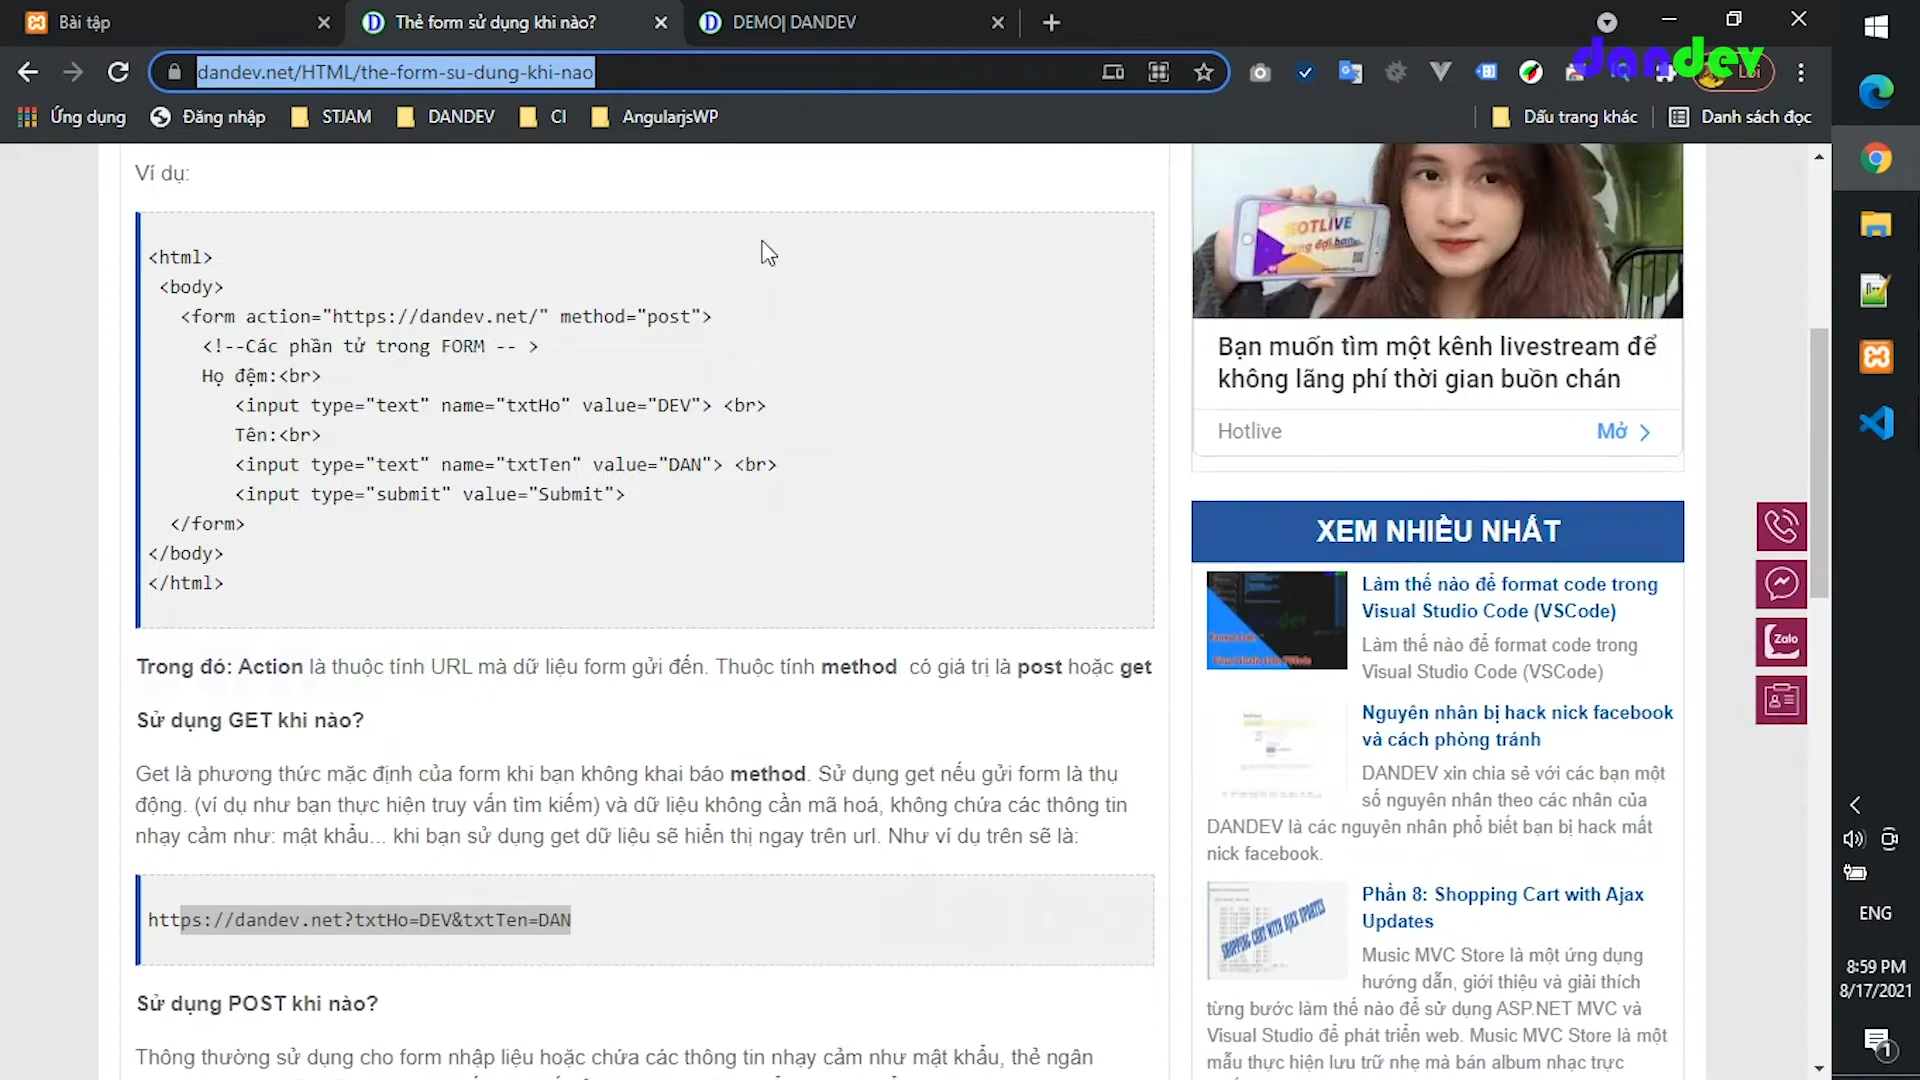 Bài tập
Thẻ form sử dụng khi nào?
DEMO| DANDEV
dandev.net/HTML/the-form-su-dung-khi-nao
dandev
Ứng dụng
Đăng nhập
STJAM
DANDEV
CI
AngularjsWP
Dấu trang khác
Danh sách đọc
Ví dụ:
<html>
<body>
<form action="https://dandev.net/" method="post">
<!--Các phần tử trong FORM -- >
Họ đệm:<br>
<input type="text" name="txtHo" value="DEV"> <br>
Tên:<br>
<input type="text" name="txtTen" value="DAN"> <br>
<input type="submit" value="Submit">
</form>
</body>
</html>
Trong đó: Action là thuộc tính URL mà dữ liệu form gửi đến. Thuộc tính method có giá trị là post hoặc get
Sử dụng GET khi nào?
Get là phương thức mặc định của form khi bạn không khai báo method. Sử dụng get nếu gửi form là thụ
động. (ví dụ như bạn thực hiện truy vấn tìm kiếm) và dữ liệu không cần mã hoá, không chứa các thông tin
nhạy cảm như: mật khẩu... khi bạn sử dụng get dữ liệu sẽ hiển thị ngay trên url. Như ví dụ trên sẽ là:
https://dandev.net?txtHo=DEV&txtTen=DAN
Sử dụng POST khi nào?
Thông thường sử dụng cho form nhập liệu hoặc chứa các thông tin nhạy cảm như mật khẩu, thẻ ngân
HOTLIVE
Bạn muốn tìm một kênh livestream để
không lãng phí thời gian buồn chán
Hotlive
Mở
XEM NHIỀU NHẤT
Làm thế nào để format code trong
Visual Studio Code (VSCode)
Làm thế nào để format code trong
Visual Studio Code (VSCode)
Nguyên nhân bị hack nick facebook
và cách phòng tránh
DANDEV xin chia sẻ với các bạn một
số nguyên nhân theo các nhân của
DANDEV là các nguyên nhân phổ biết bạn bị hack mất
nick facebook.
SHOPPING CART WITH AJAX UPDATES
Phần 8: Shopping Cart with Ajax
Updates
Music MVC Store là một ứng dụng
hướng dẫn, giới thiệu và giải thích
từng bước làm thế nào để sử dụng ASP.NET MVC và
Visual Studio để phát triển web. Music MVC Store là một
mẫu thực hiện lưu trữ nhẹ mà bán album nhạc trực
Zalo
ENG
8:59 PM
8/17/2021
1